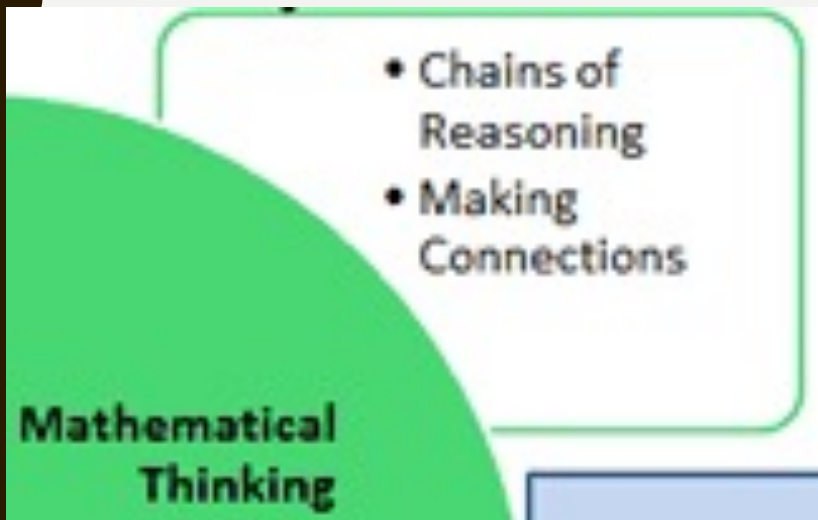 • Chains of
Reasoning
• Making
Connections
Mathematical
Thinking